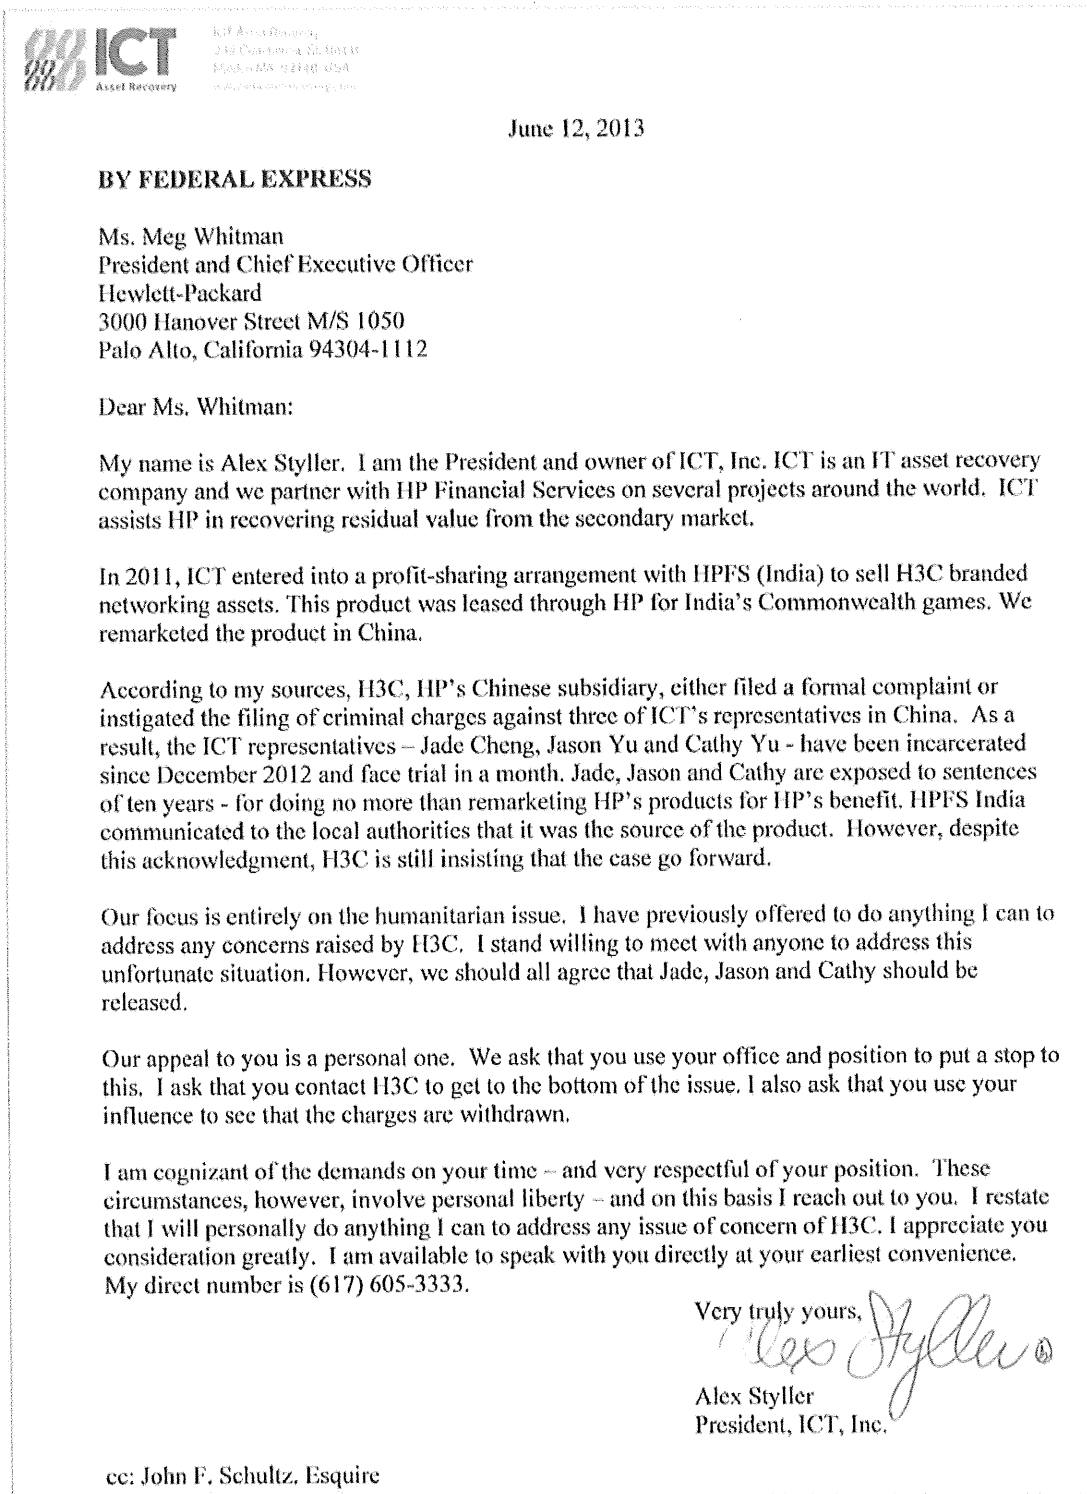 ICT
Asset Recovery
June 12, 2013
BY FEDERAL EXPRESS
Ms. Meg Whitman
President and Chief Executive Officer
Hewlett-Packard
3000 Hanover Street M/S 1050
Palo Alto, California 94304-1112
Dear Ms. Whitman:
My name is Alex Styller. I am the President and owner of ICT, Inc. ICT is an IT asset recovery
company and we partner with HP Financial Services on several projects around the world. ICT
assists HP in recovering residual value from the secondary market.
In 2011, ICT entered into a profit-sharing arrangement with HPFS (India) to sell H3C branded
networking assets. This product was leased through HP for India's Commonwealth games. We
remarketed the product in China.
According to my sources, H3C, HP's Chinese subsidiary, either filed a formal complaint or
instigated the filing of criminal charges against three of ICT's representatives in China. As a
result, the ICT representatives – Jade Cheng, Jason Yu and Cathy Yu - have been incarcerated
since December 2012 and face trial in a month. Jade, Jason and Cathy are exposed to sentences
of ten years - for doing no more than remarketing HP's products for HP's benefit. HPFS India
communicated to the local authorities that it was the source of the product. However, despite
this acknowledgment, H3C is still insisting that the case go forward.
Our focus is entirely on the humanitarian issue. I have previously offered to do anything I can to
address any concerns raised by H3C. I stand willing to meet with anyone to address this
unfortunate situation. However, we should all agree that Jade, Jason and Cathy should be
released.
Our appeal to you is a personal one. We ask that you use your office and position to put a stop to
this. I ask that you contact H3C to get to the bottom of the issue. I also ask that you use your
influence to see that the charges are withdrawn.
I am cognizant of the demands on your time – and very respectful of your position. These
circumstances, however, involve personal liberty – and on this basis I reach out to you. I restate
that I will personally do anything I can to address any issue of concern of H3C. I appreciate you
consideration greatly. I am available to speak with you directly at your earliest convenience.
My direct number is (617) 605-3333.
Very truly yours,
Alex Styller
Alex Styller
President, ICT, Inc.
cc: John F. Schultz, Esquire